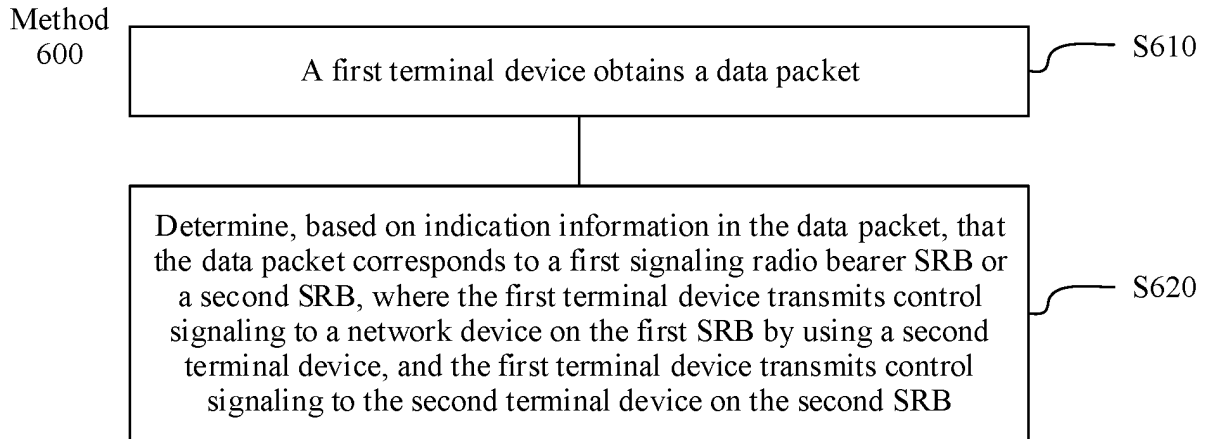 Method
600
A first terminal device obtains a data packet
S610
Determine, based on indication information in the data packet, that
the data packet corresponds to a first signaling radio bearer SRB or
a second SRB, where the first terminal device transmits control
signaling to a network device on the first SRB by using a second
terminal device, and the first terminal device transmits control
signaling to the second terminal device on the second SRB
S620